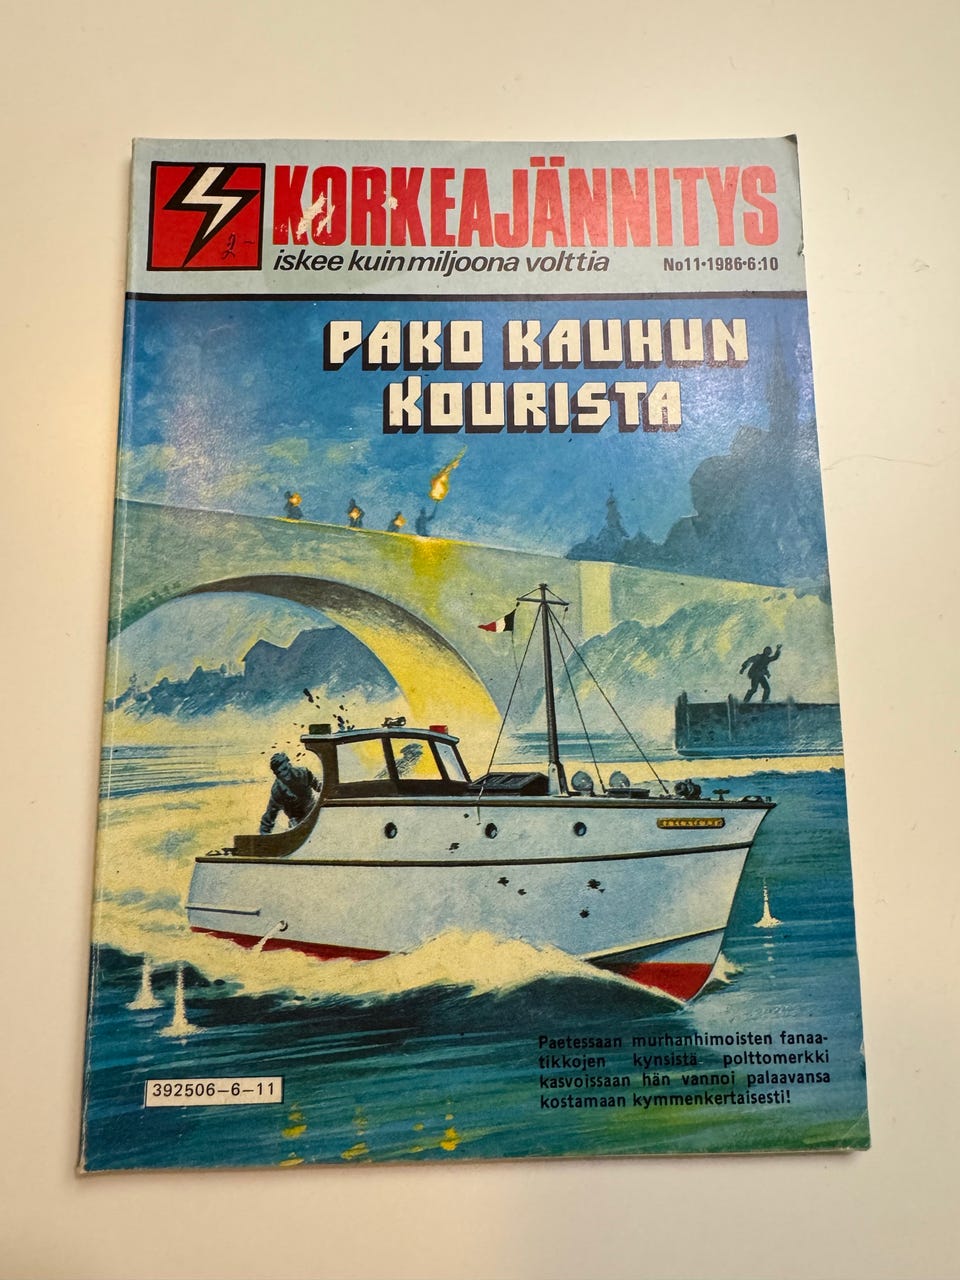 KORKEAJÄNNITYS
iskee kuin miljoona volttia
No11•1986•6:10
PAKO KAUHUN
KOURISTA
Paetessaan murhanhimoisten fanaa-
tikkojen kynsistä polttomerkki
kasvoissaan hän vannoi palaavansa
kostamaan kymmenkertaisesti!
392506–6–11